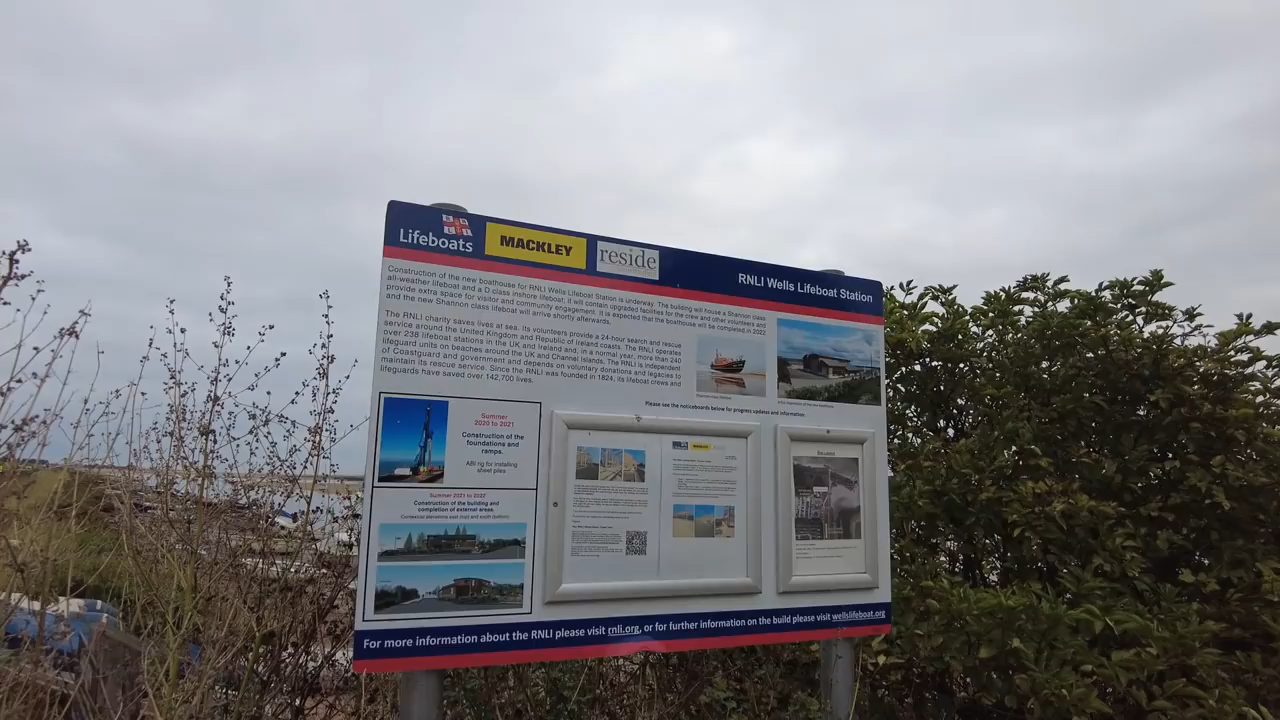 RNLI
Lifeboats
MACKLEY
reside
RNLI Wells Lifeboat Station
Construction of the new boathouse for RNLI Wells Lifeboat Station is underway. The building will house a Shannon class
all-weather lifeboat and a D class inshore lifeboat; it will contain upgraded facilities for the crew and other volunteers and
provide extra space for visitor and community engagement. It is expected that the boathouse will be completed in 2022
and the new Shannon class lifeboat will arrive shortly afterwards.
The RNLI charity saves lives at sea. Its volunteers provide a 24-hour search and rescue
service around the United Kingdom and Republic of Ireland coasts. The RNLI operates
over 238 lifeboat stations in the UK and Ireland and, in a normal year, more than 240
lifeguard units on beaches around the UK and Channel Islands. The RNLI is independent
of Coastguard and government and depends on voluntary donations and legacies to
maintain its rescue service. Since the RNLI was founded in 1824, its lifeboat crews and
lifeguards have saved over 142,700 lives.
Please see the noticeboards below for progress updates and information.
Summer
2020 to 2021
Construction of the
foundations and
ramps.
ABI rig for installing
sheet piles
Summer 2021 to 2022
Construction of the building and
completion of external areas.
Contextual elevations east (top) and south (bottom)
MACKLEY
For more information about the RNLI please visit rnli.org, or for further information on the build please visit wellslifeboat.org